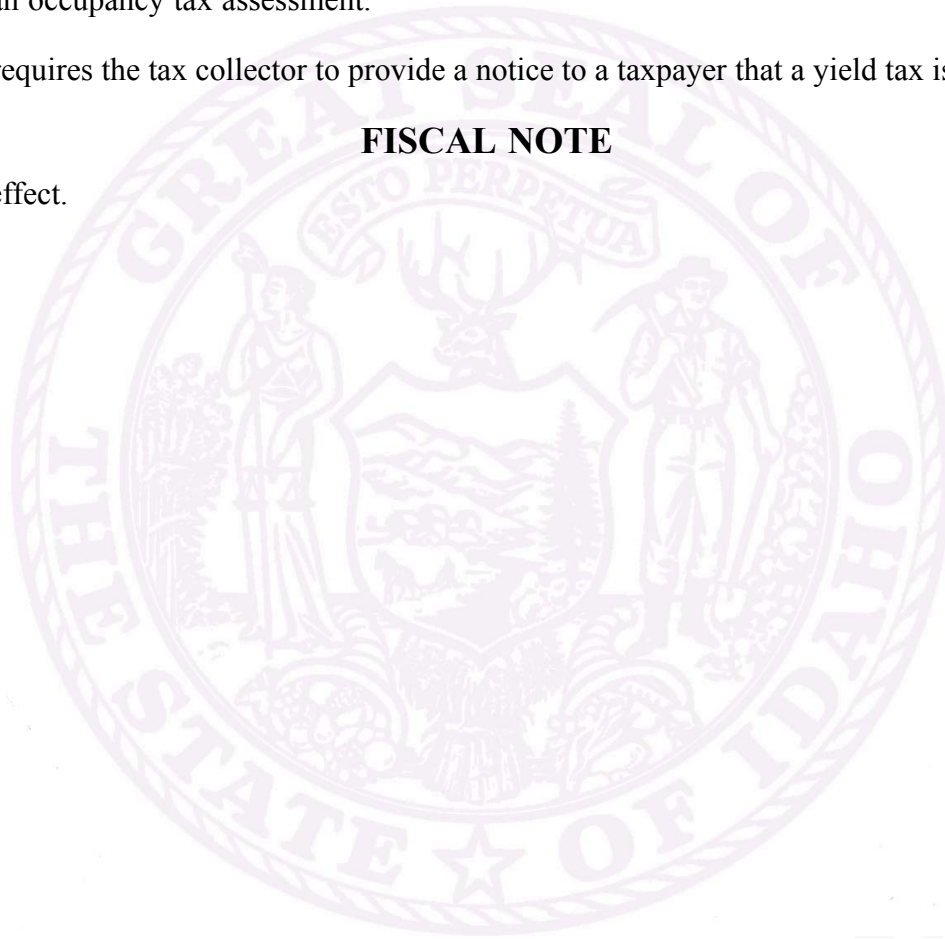 occupancy tax assessment.
requires the tax collector to provide a notice to a taxpayer that a yield tax is
FISCAL NOTE
effect.
GREAT SEAL OF
ESTO PERPETUA
THE STATE OF IDAHO